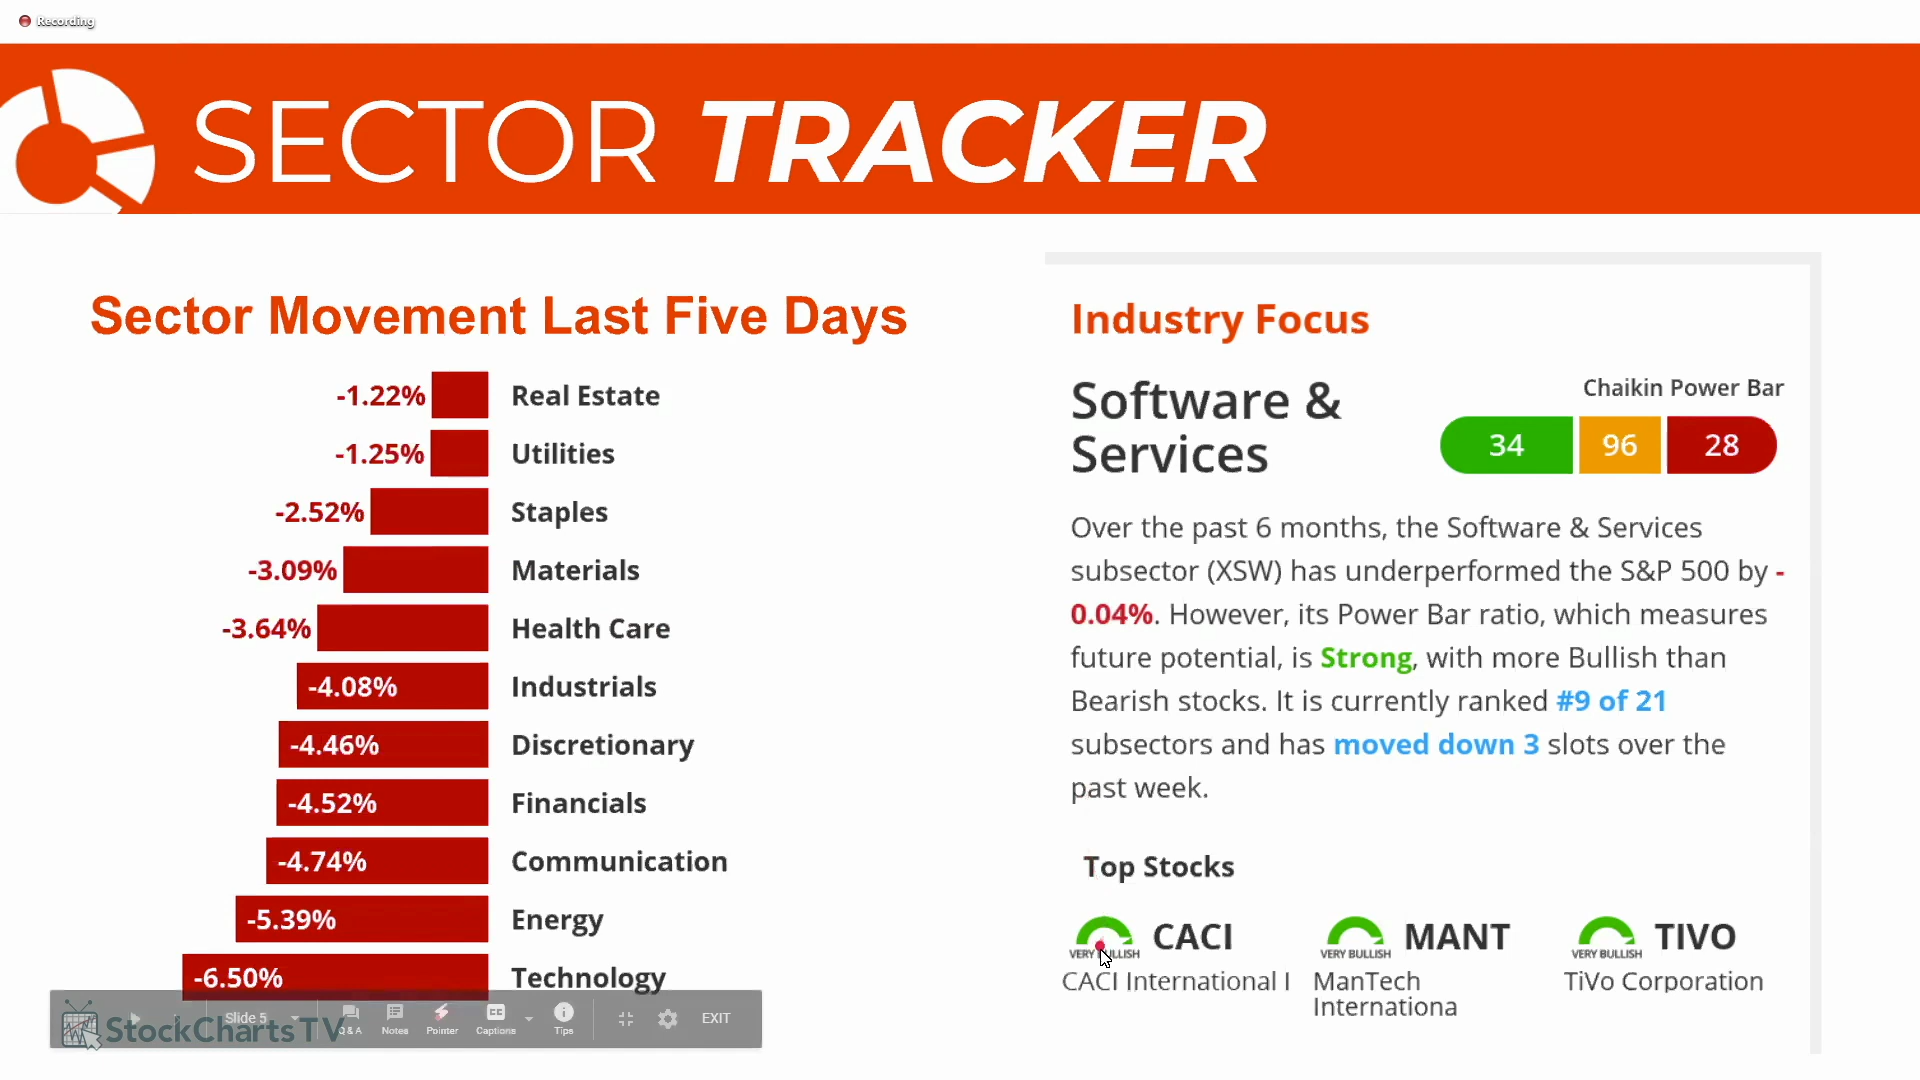 Recording
SECTOR TRACKER
Sector Movement Last Five Days
-1.22% Real Estate
-1.25% Utilities
-2.52% Staples
-3.09% Materials
-3.64% Health Care
-4.08% Industrials
-4.46% Discretionary
-4.52% Financials
-4.74% Communication
-5.39% Energy
-6.50% Technology
Industry Focus
Software &
Services
Chaikin Power Bar
34 96 28
Over the past 6 months, the Software & Services
subsector (XSW) has underperformed the S&P 500 by -
0.04%. However, its Power Bar ratio, which measures
future potential, is Strong, with more Bullish than
Bearish stocks. It is currently ranked #9 of 21
subsectors and has moved down 3 slots over the
past week.
Top Stocks
VERY BULLISH CACI
CACI International I
VERY BULLISH MANT
ManTech
Internationa
VERY BULLISH TIVO
TiVo Corporation
StockCharts TV
Slide 5
Q & A
Notes
Pointer
Captions
Tips
EXIT